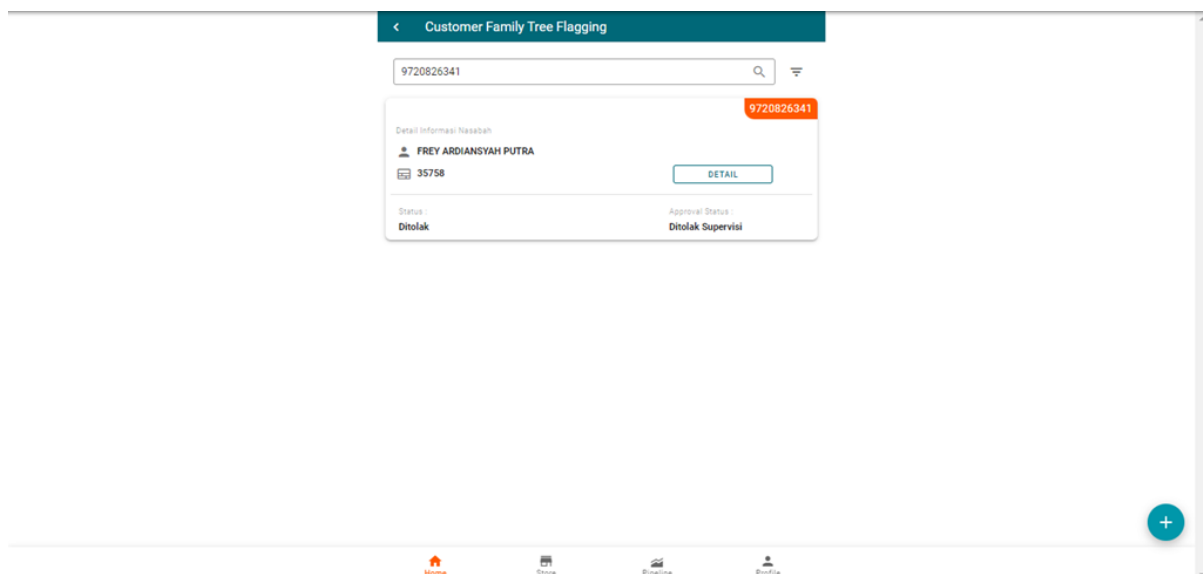 Customer Family Tree Flagging
9720826341
9720826341
Detail Informasi Nasabah
FREY ARDIANSYAH PUTRA
35758
DETAIL
Status :
Approval Status :
Ditolak
Ditolak Supervisi
Home
Store
Pipeline
Profile